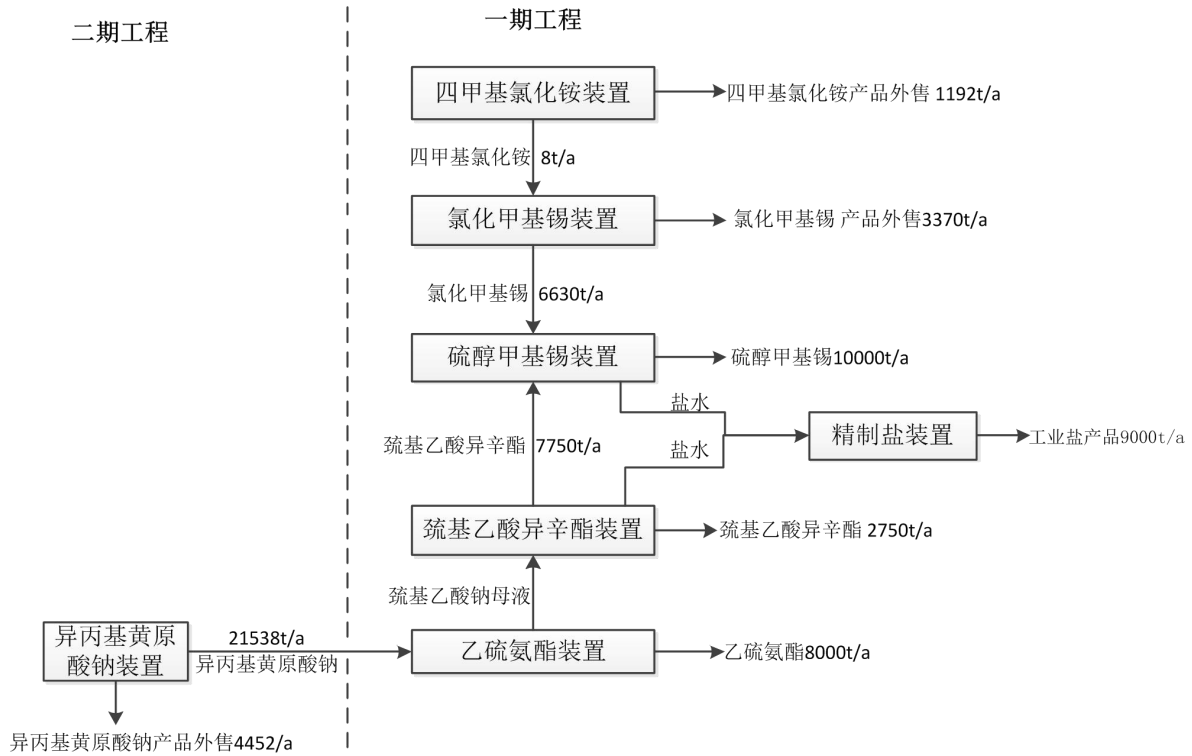 二期工程
一期工程
四甲基氯化铵装置
四甲基氯化铵产品外售 1192t/a
四甲基氯化铵 8t/a
氯化甲基锡装置
氯化甲基锡 产品外售3370t/a
氯化甲基锡 6630t/a
硫醇甲基锡装置
硫醇甲基锡10000t/a
盐水
精制盐装置
工业盐产品9000t/a
巯基乙酸异辛酯 7750t/a
盐水
巯基乙酸异辛酯装置
巯基乙酸异辛酯 2750t/a
巯基乙酸钠母液
异丙基黄原
酸钠装置
21538t/a
异丙基黄原酸钠
乙硫氨酯装置
乙硫氨酯8000t/a
异丙基黄原酸钠产品外售4452/a